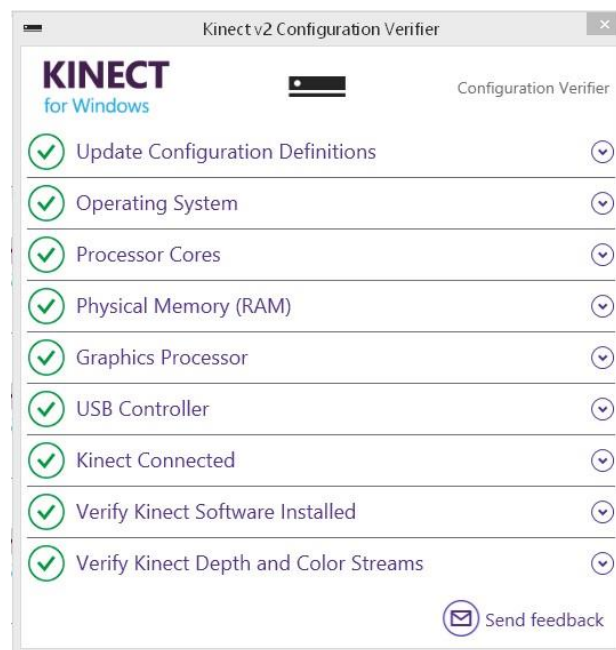 Kinect v2 Configuration Verifier
KINECT
for Windows
Configuration Verifier
Update Configuration Definitions
Operating System
Processor Cores
Physical Memory (RAM)
Graphics Processor
USB Controller
Kinect Connected
Verify Kinect Software Installed
Verify Kinect Depth and Color Streams
Send feedback